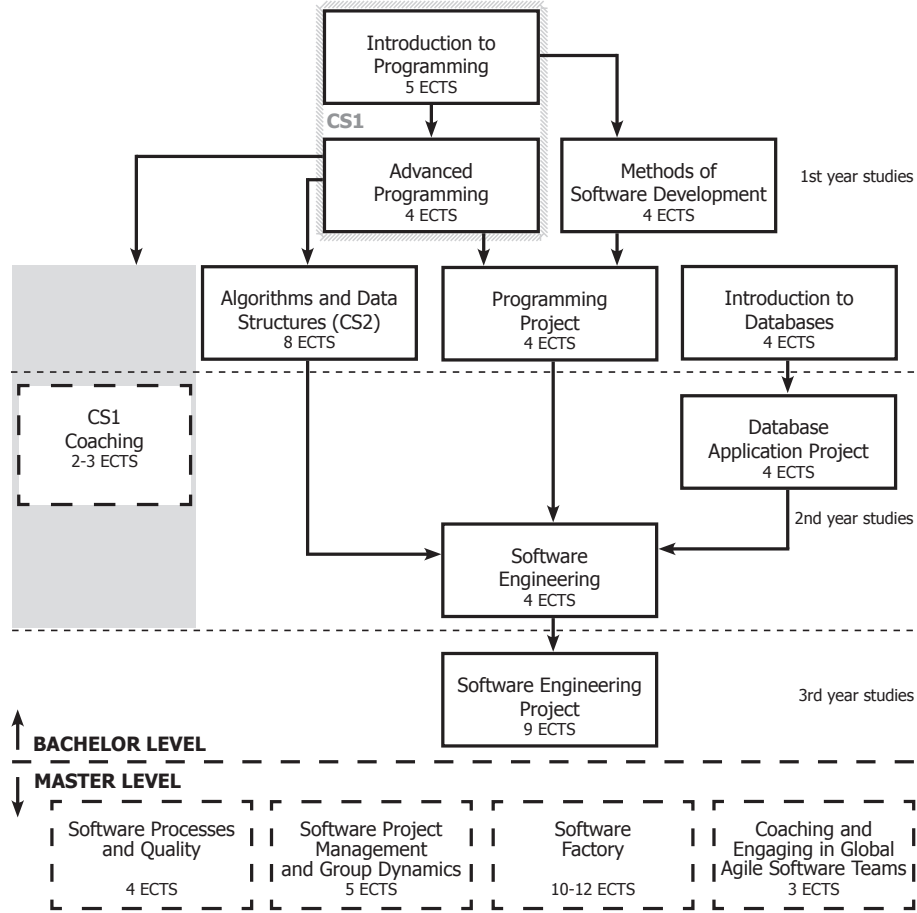 Introduction to
Programming
5 ECTS
CS1
Advanced
Programming
4 ECTS
Methods of
Software Development
4 ECTS
1st year studies
Algorithms and Data
Structures (CS2)
8 ECTS
Programming
Project
4 ECTS
Introduction to
Databases
4 ECTS
CS1
Coaching
2-3 ECTS
Database
Application Project
4 ECTS
2nd year studies
Software
Engineering
4 ECTS
Software Engineering
Project
9 ECTS
3rd year studies
BACHELOR LEVEL
MASTER LEVEL
Software Processes
and Quality
4 ECTS
Software Project
Management
and Group Dynamics
5 ECTS
Software
Factory
10-12 ECTS
Coaching and
Engaging in Global
Agile Software Teams
3 ECTS